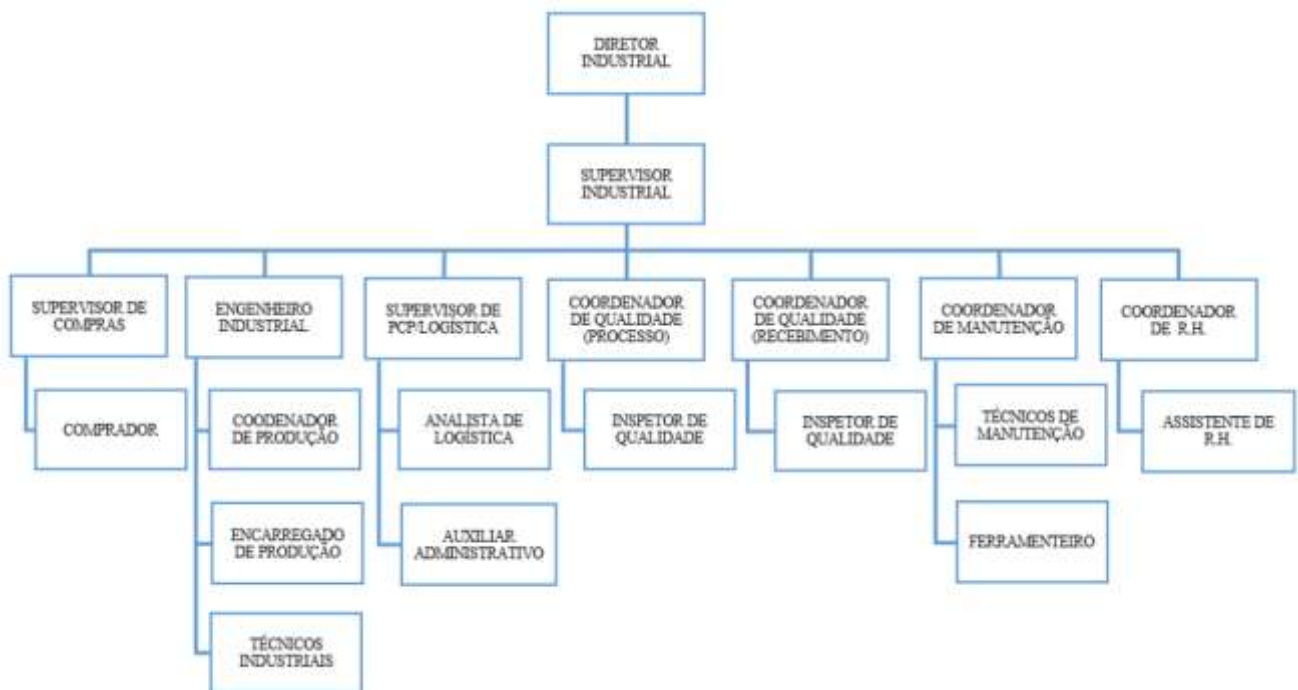 DIRETOR
INDUSTRIAL
SUPERVISOR
INDUSTRIAL
SUPERVISOR DE
COMPRAS
ENGENHEIRO
INDUSTRIAL
SUPERVISOR DE
PCP/LOGÍSTICA
COORDENADOR
DE QUALIDADE
(PROCESSO)
COORDENADOR
DE QUALIDADE
(RECEBIMENTO)
COORDENADOR
DE MANUTENÇÃO
COORDENADOR
DE R.H.
COMPRADOR
COODENADOR
DE PRODUÇÃO
ANALISTA DE
LOGÍSTICA
INSPETOR DE
QUALIDADE
INSPETOR DE
QUALIDADE
TÉCNICOS DE
MANUTENÇÃO
ASSISTENTE DE
R.H.
ENCARREGADO
DE PRODUÇÃO
AUXILIAR
ADMINISTRATIVO
FERRAMENTEIRO
TÉCNICOS
INDUSTRIAIS